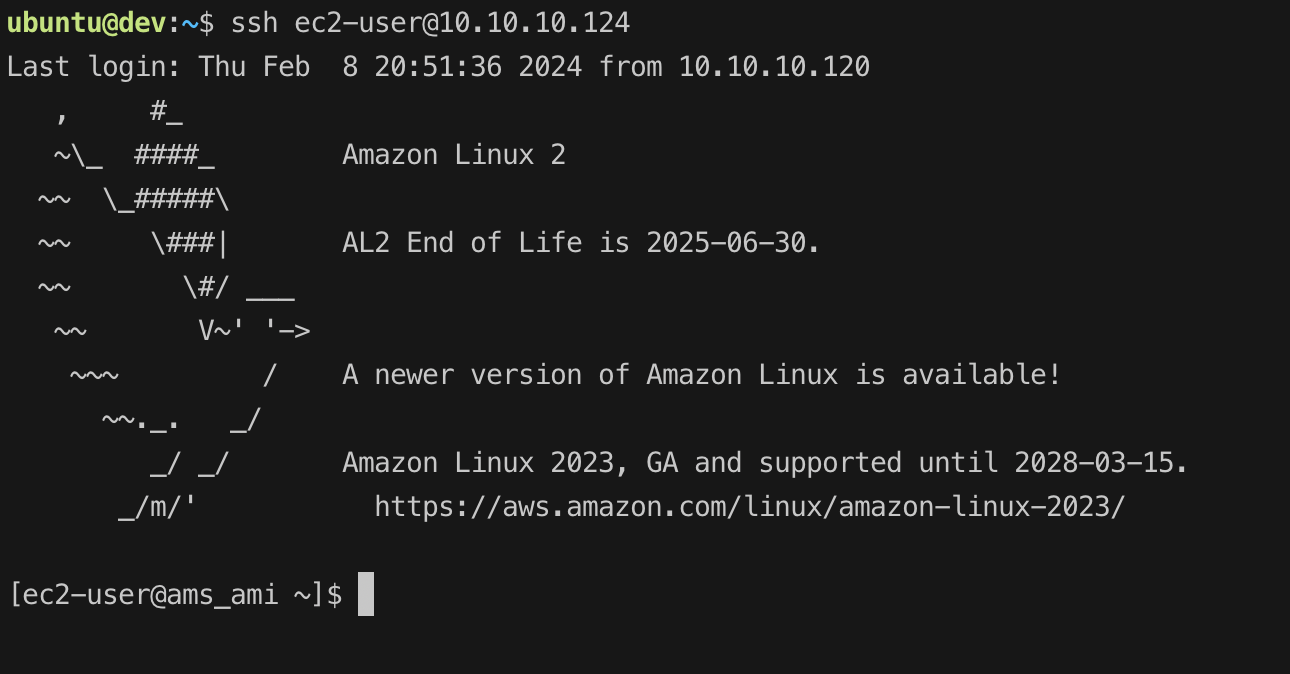 ubuntu@dev:~$ ssh ec2-user@10.10.10.124
Last login: Thu Feb  8 20:51:36 2024 from 10.10.10.120
   ,     #_
   ~\_  ####_        Amazon Linux 2
  ~~  \_#####\
  ~~     \###|       AL2 End of Life is 2025-06-30.
  ~~       \#/ ___
   ~~       V~' '->
    ~~~         /    A newer version of Amazon Linux is available!
      ~~._.   _/
         _/ _/       Amazon Linux 2023, GA and supported until 2028-03-15.
       _/m/'           https://aws.amazon.com/linux/amazon-linux-2023/
[ec2-user@ams_ami ~]$